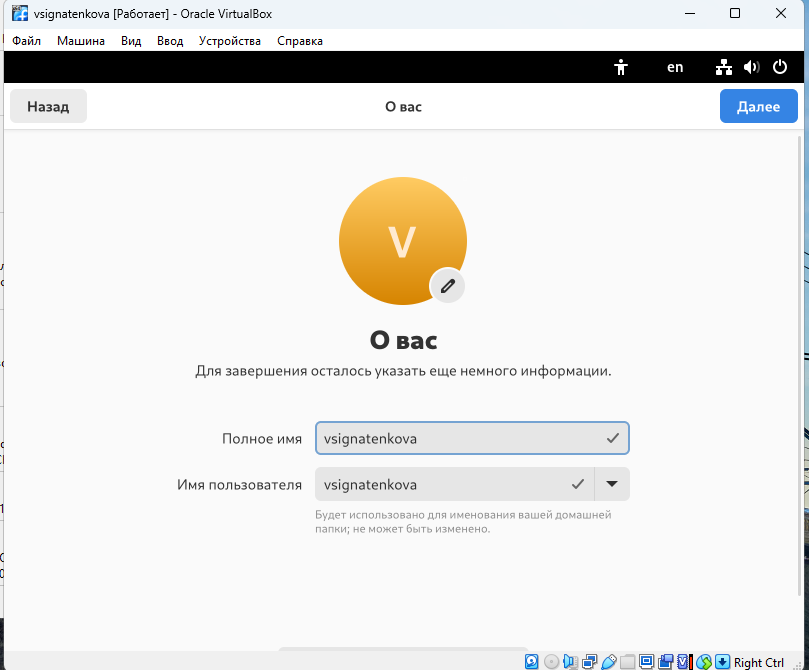 vsignatenkova [Работает] - Oracle VirtualBox
Файл Машина Вид Ввод Устройства Справка
en
Назад О вас Далее
V
О вас
Для завершения осталось указать еще немного информации.
Полное имя vsignatenkova
Имя пользователя vsignatenkova
Будет использовано для именования вашей домашней
папки; не может быть изменено.
Right Ctrl